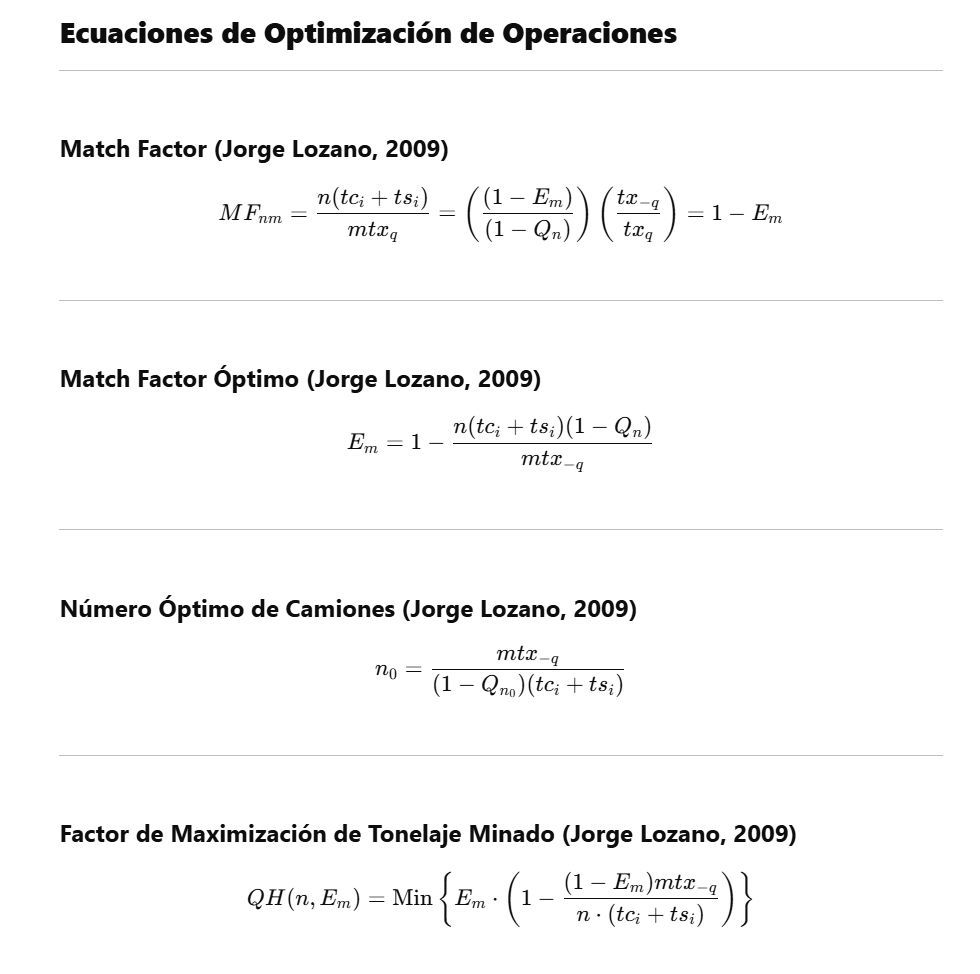 Ecuaciones de Optimización de Operaciones
Match Factor (Jorge Lozano, 2009)
$MF_{nm} = \frac{n(tc_i + ts_i)}{mtx_q} = \left(\frac{(1 - E_m)}{(1 - Q_n)}\right)\left(\frac{tx_{-q}}{tx_q}\right) = 1 - E_m$
Match Factor Óptimo (Jorge Lozano, 2009)
$E_m = 1 - \frac{n(tc_i + ts_i)(1 - Q_n)}{mtx_{-q}}$
Número Óptimo de Camiones (Jorge Lozano, 2009)
$n_0 = \frac{mtx_{-q}}{(1 - Q_{n_0})(tc_i + ts_i)}$
Factor de Maximización de Tonelaje Minado (Jorge Lozano, 2009)
$QH(n, E_m) = \text{Min}\left\{E_m \cdot \left(1 - \frac{(1 - E_m)mtx_{-q}}{n \cdot (tc_i + ts_i)}\right)\right\}$